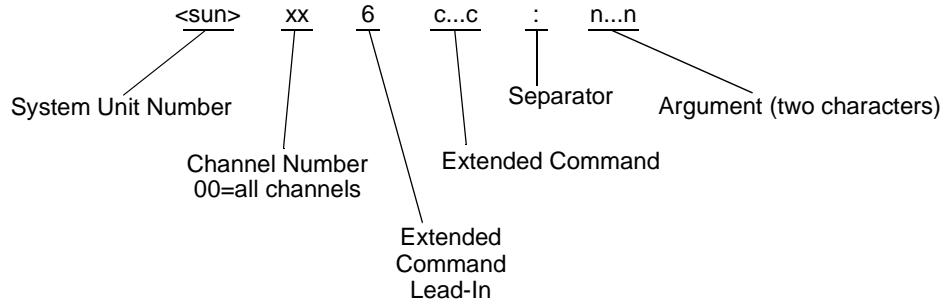 <sun> xx 6 c...c : n...n
System Unit Number
Separator
Argument (two characters)
Channel Number
00=all channels
Extended Command
Extended
Command
Lead-In